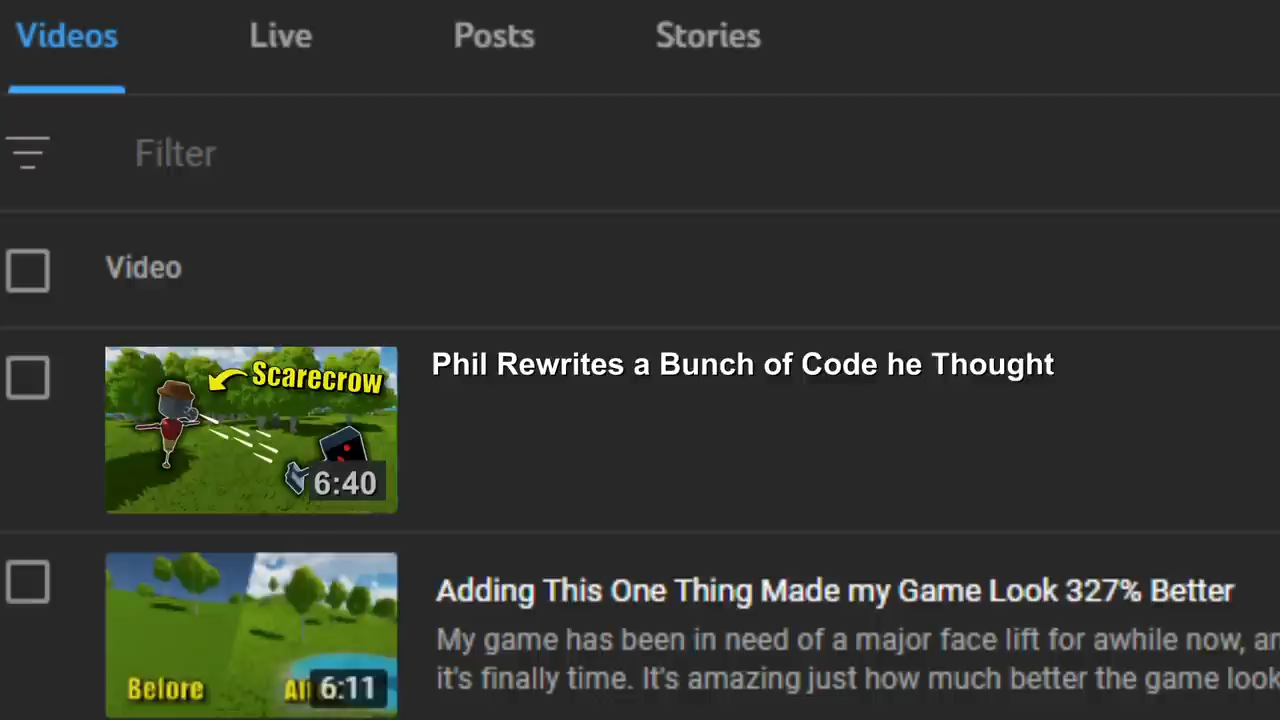 Videos Live Posts Stories
Filter
Video
Scarecrow
6:40
Phil Rewrites a Bunch of Code he Thought
Before
6:11
Adding This One Thing Made my Game Look 327% Better
My game has been in need of a major face lift for awhile now,
it's finally time. It's amazing just how much better the game look